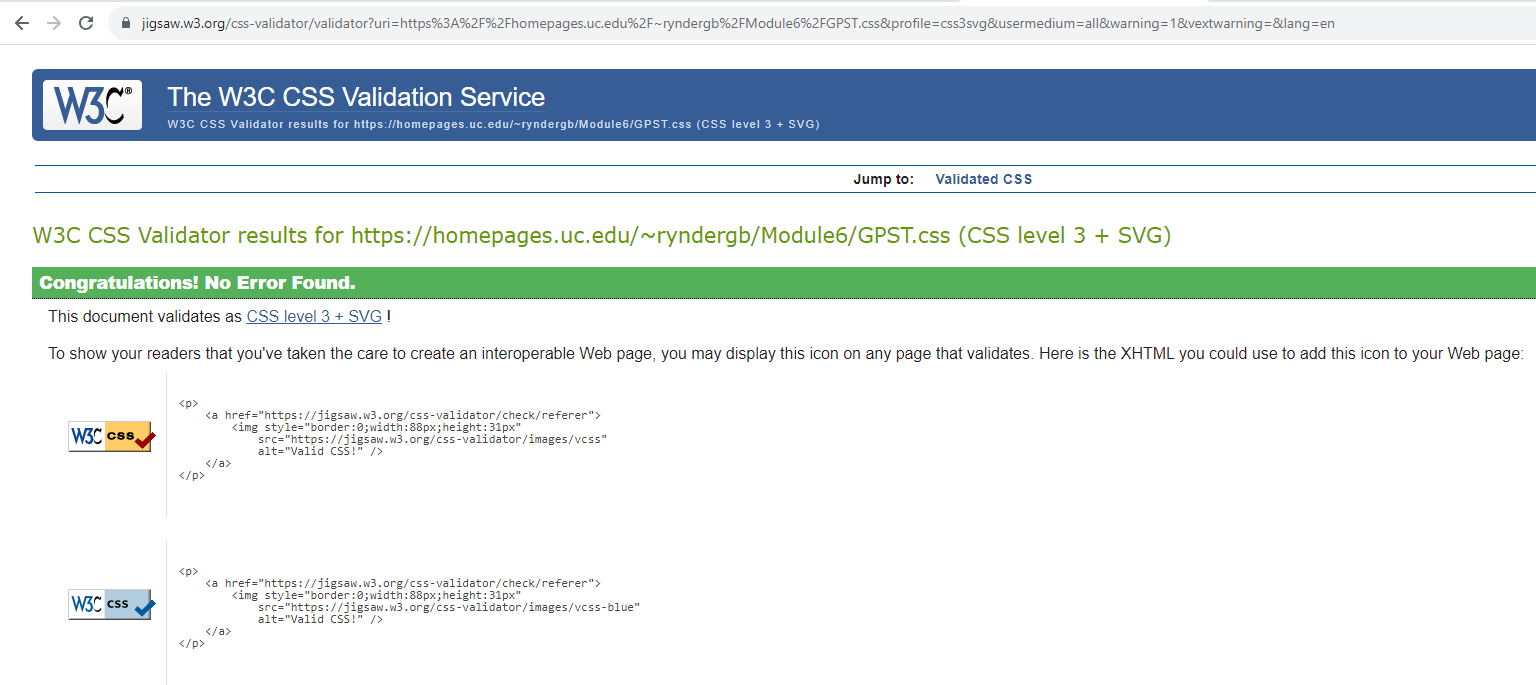 jigsaw.w3.org/css-validator/validator?uri=https%3A%2F%2Fhomepages.uc.edu%2F~ryndergb%2FModule6%2FGPST.css&profile=css3svg&usermedium=all&warning=1&vextwarning=&lang=en
W3C®
The W3C CSS Validation Service
W3C CSS Validator results for https://homepages.uc.edu/~ryndergb/Module6/GPST.css (CSS level 3 + SVG)
Jump to: Validated CSS
W3C CSS Validator results for https://homepages.uc.edu/~ryndergb/Module6/GPST.css (CSS level 3 + SVG)
Congratulations! No Error Found.
This document validates as CSS level 3 + SVG !
To show your readers that you've taken the care to create an interoperable Web page, you may display this icon on any page that validates. Here is the XHTML you could use to add this icon to your Web page:
W3C css
<p>
<a href="https://jigsaw.w3.org/css-validator/check/referer">
<img style="border:0;width:88px;height:31px"
src="https://jigsaw.w3.org/css-validator/images/vcss"
alt="Valid CSS!" />
</a>
</p>
W3C css
<p>
<a href="https://jigsaw.w3.org/css-validator/check/referer">
<img style="border:0;width:88px;height:31px"
src="https://jigsaw.w3.org/css-validator/images/vcss-blue"
alt="Valid CSS!" />
</a>
</p>